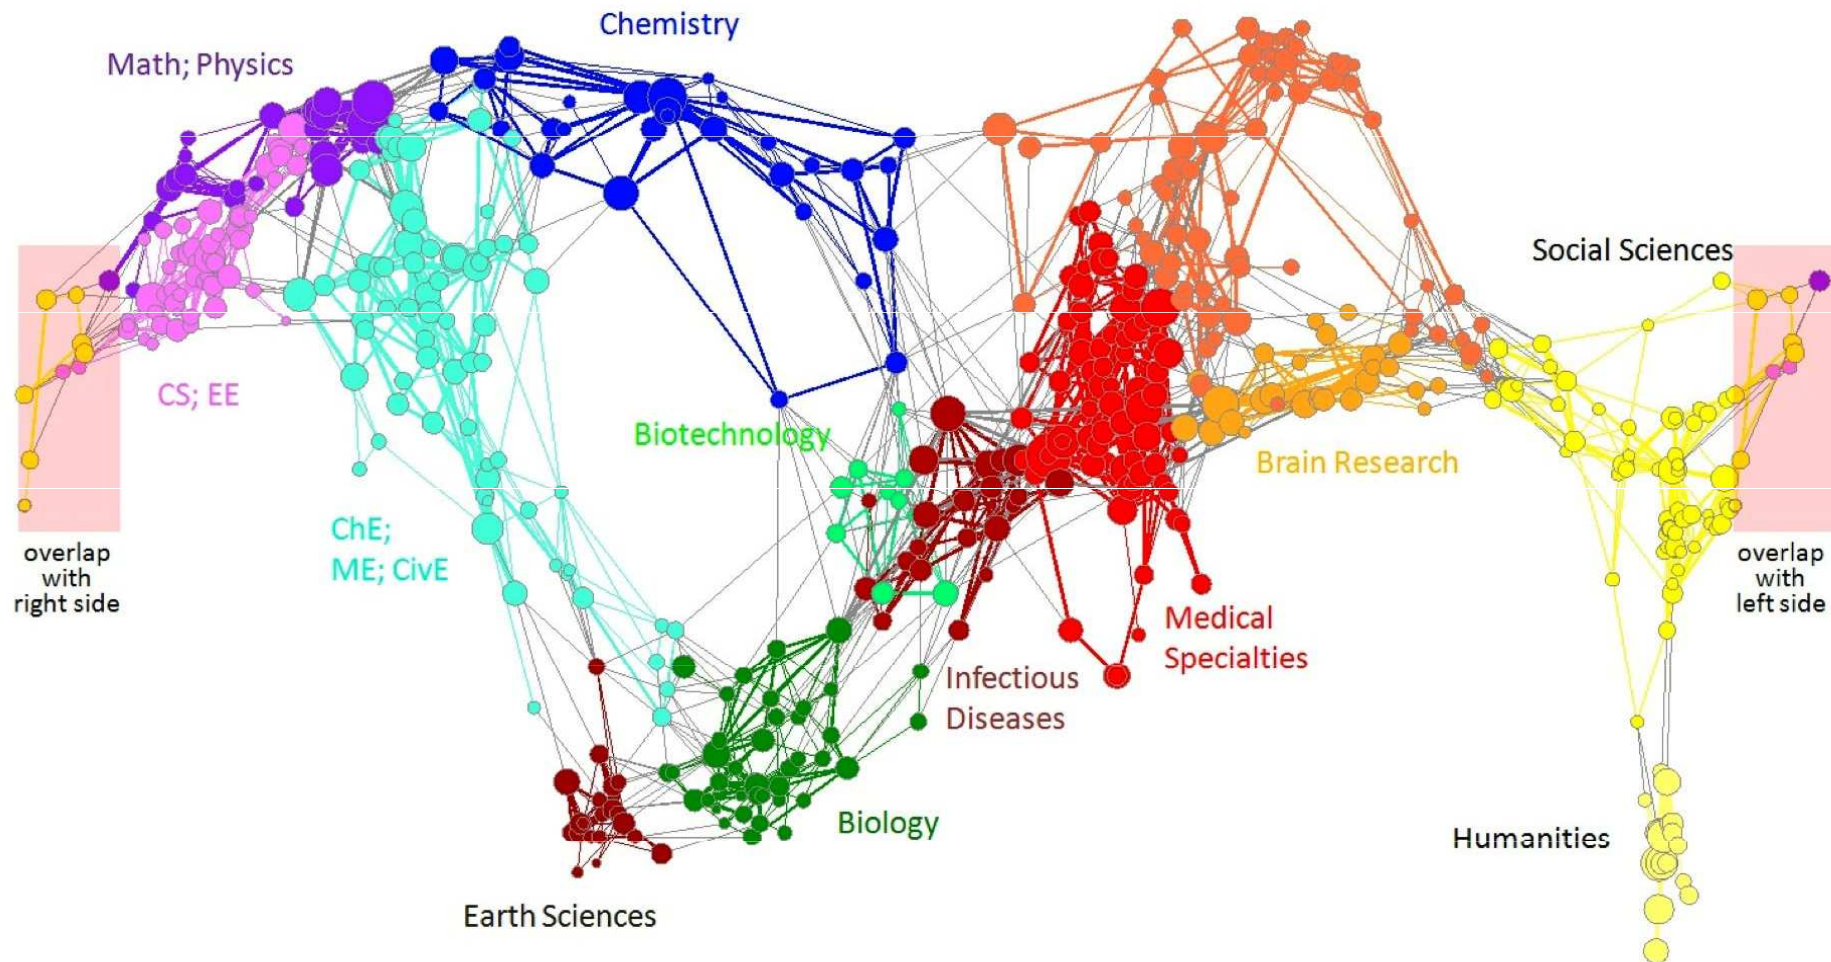 Chemistry
Math; Physics
Social Sciences
CS; EE
Biotechnology
Brain Research
ChE;
ME; CivE
overlap
with
right side
overlap
with
left side
Medical
Specialties
Infectious
Diseases
Biology
Humanities
Earth Sciences